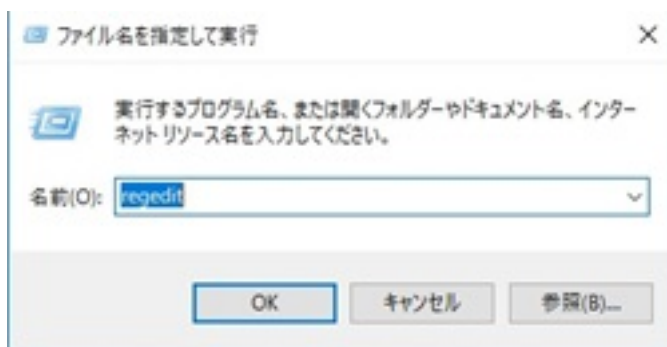 ファイル名を指定して実行
実行するプログラム名、または開くフォルダーやドキュメント名、インター
ネット リソース名を入力してください。
名前(O): regedit
OK キャンセル 参照(B)...